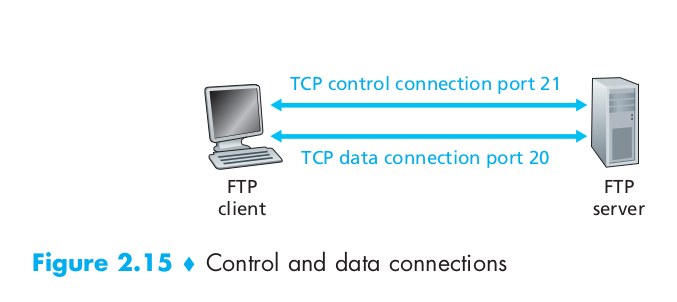 TCP control connection port 21
TCP data connection port 20
FTP
client
FTP
server
Figure 2.15 ♦ Control and data connections